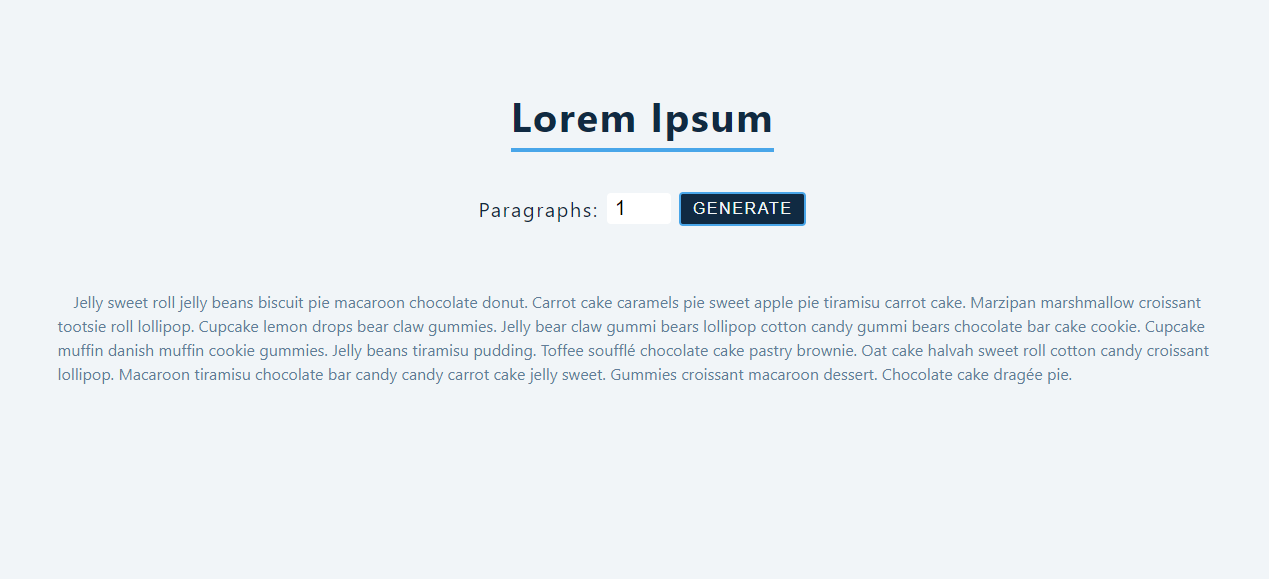 Lorem Ipsum
Paragraphs: 1 GENERATE
Jelly sweet roll jelly beans biscuit pie macaroon chocolate donut. Carrot cake caramels pie sweet apple pie tiramisu carrot cake. Marzipan marshmallow croissant
tootsie roll lollipop. Cupcake lemon drops bear claw gummies. Jelly bear claw gummi bears lollipop cotton candy gummi bears chocolate bar cake cookie. Cupcake
muffin danish muffin cookie gummies. Jelly beans tiramisu pudding. Toffee soufflé chocolate cake pastry brownie. Oat cake halvah sweet roll cotton candy croissant
lollipop. Macaroon tiramisu chocolate bar candy candy carrot cake jelly sweet. Gummies croissant macaroon dessert. Chocolate cake dragée pie.